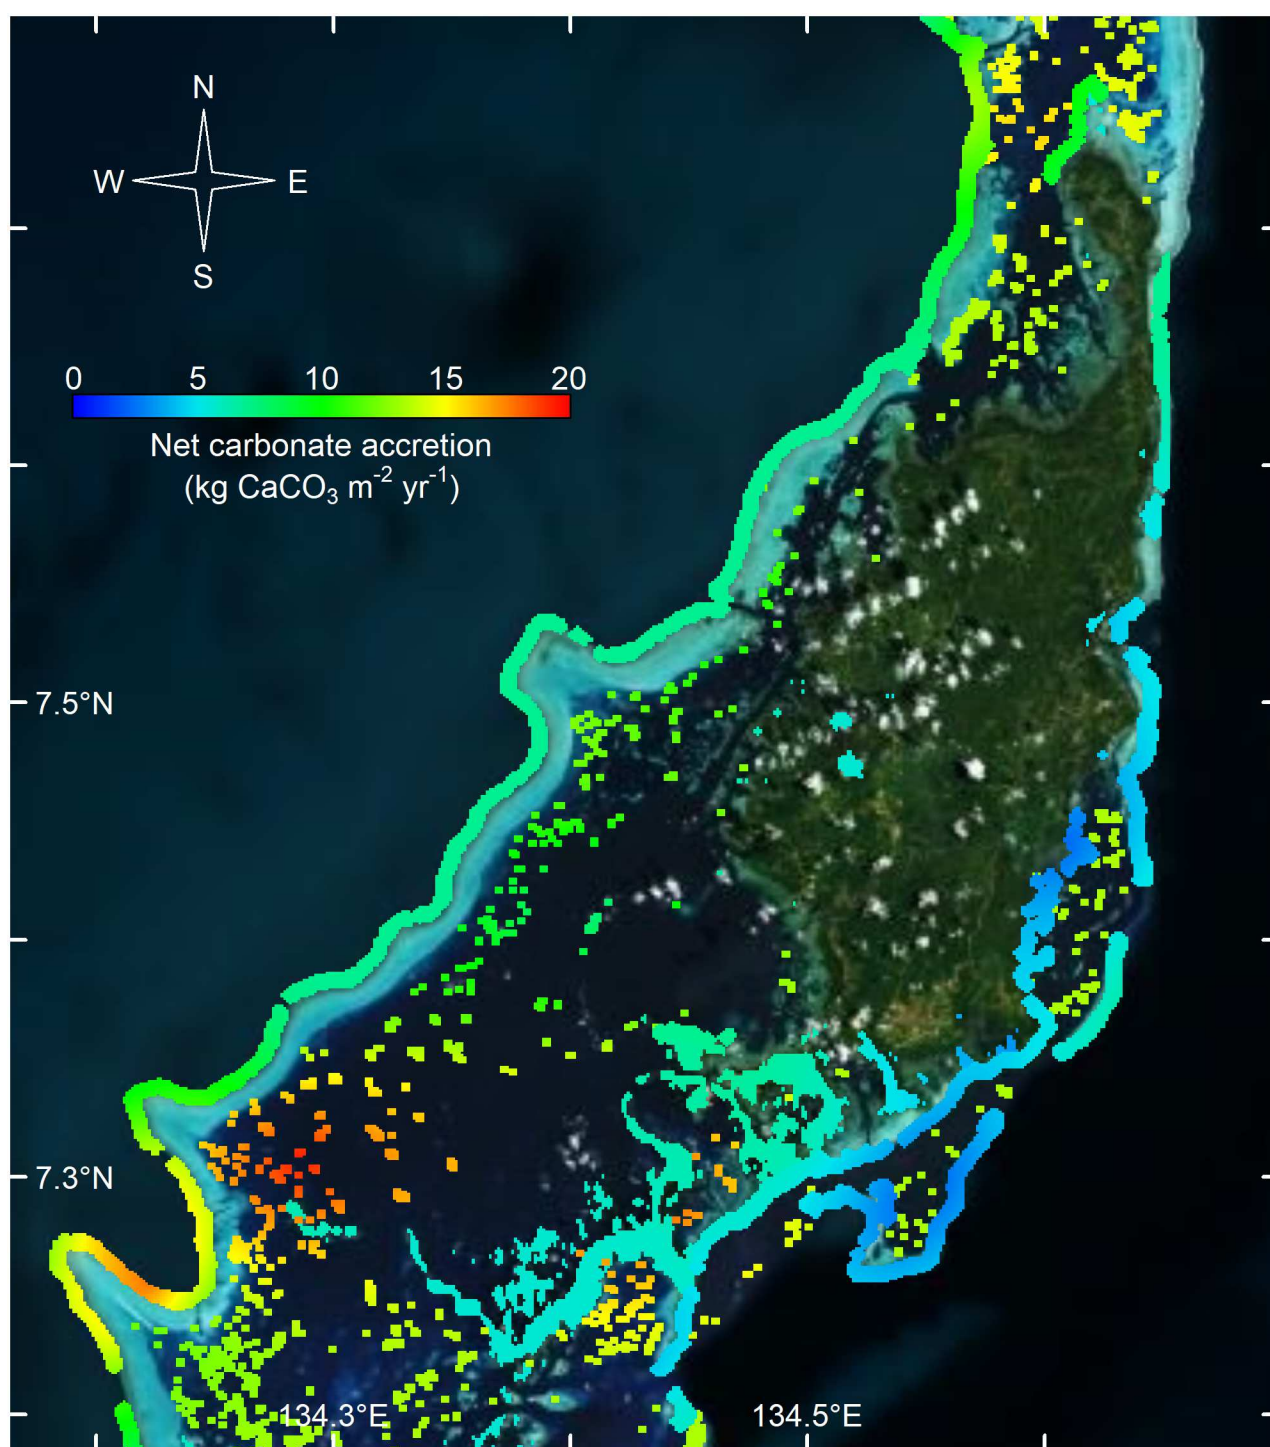 N
W E
S
0 5 10 15 20
Net carbonate accretion
(kg CaCO₃ m⁻² yr⁻¹)
7.5°N
7.3°N
134.3°E 134.5°E